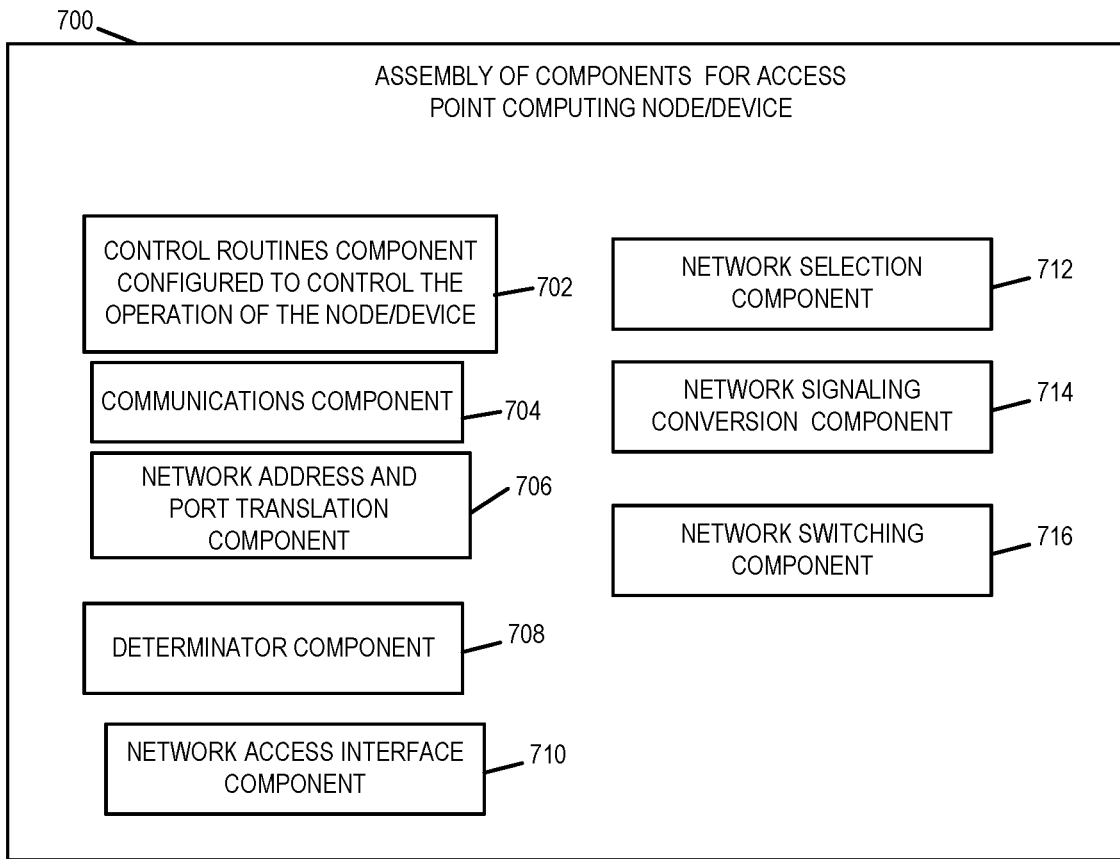 700
ASSEMBLY OF COMPONENTS FOR ACCESS
POINT COMPUTING NODE/DEVICE
CONTROL ROUTINES COMPONENT
CONFIGURED TO CONTROL THE
OPERATION OF THE NODE/DEVICE
702
COMMUNICATIONS COMPONENT
704
NETWORK ADDRESS AND
PORT TRANSLATION
COMPONENT
706
DETERMINATOR COMPONENT
708
NETWORK ACCESS INTERFACE
COMPONENT
710
NETWORK SELECTION
COMPONENT
712
NETWORK SIGNALING
CONVERSION COMPONENT
714
NETWORK SWITCHING
COMPONENT
716